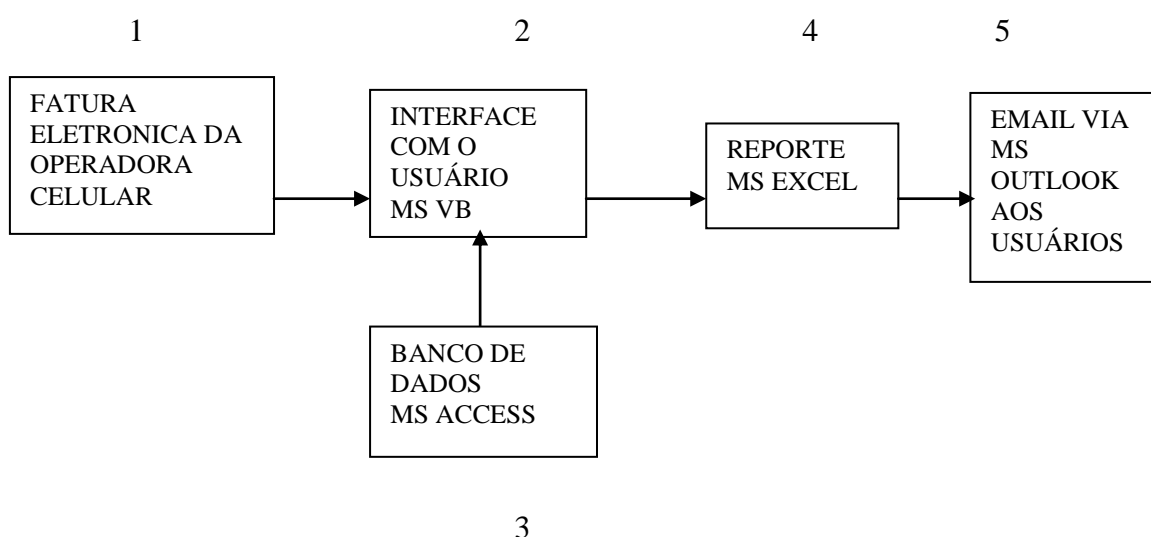 1
2
4
5
FATURA
ELETRONICA DA
OPERADORA
CELULAR
INTERFACE
COM O
USUÁRIO
MS VB
REPORTE
MS EXCEL
EMAIL VIA
MS
OUTLOOK
AOS
USUÁRIOS
BANCO DE
DADOS
MS ACCESS
3